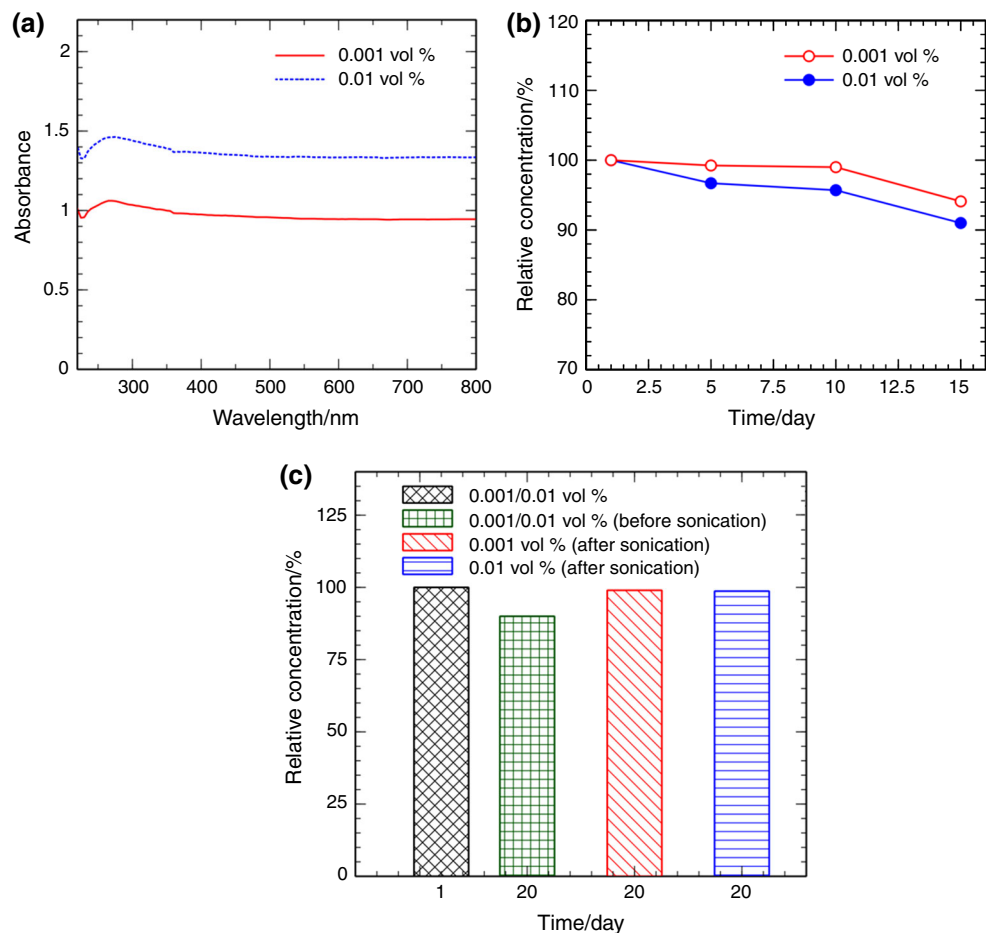 (a)
2
1.5
1
0.5
0
Absorbance
0.001 vol %
0.01 vol %
300 400 500 600 700 800
Wavelength/nm
(b)
120
110
100
90
80
70
Relative concentration/%
0.001 vol %
0.01 vol %
0 2.5 5 7.5 10 12.5 15
Time/day
(c)
125
100
75
50
25
0
Relative concentration/%
0.001/0.01 vol %
0.001/0.01 vol % (before sonication)
0.001 vol % (after sonication)
0.01 vol % (after sonication)
1 20 20 20
Time/day